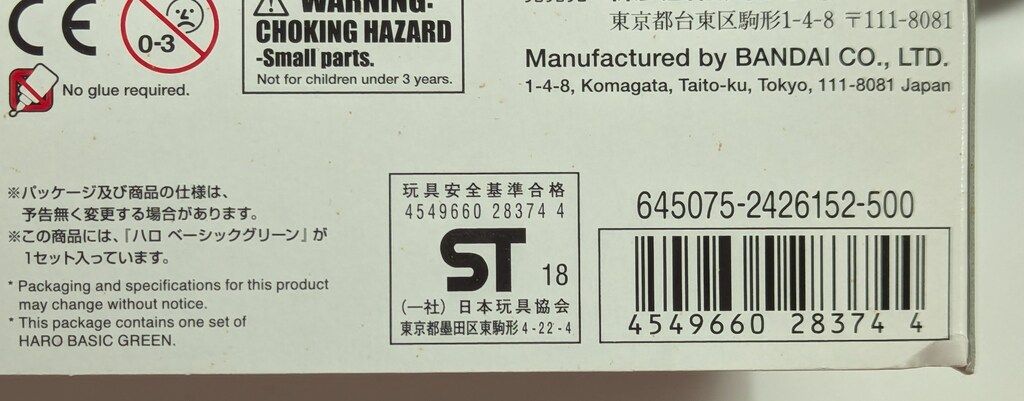 CE
0-3
WARNING:
CHOKING HAZARD
-Small parts.
Not for children under 3 years.
No glue required.
東京都台東区駒形1-4-8 〒111-8081
Manufactured by BANDAI CO., LTD.
1-4-8, Komagata, Taito-ku, Tokyo, 111-8081 Japan
※パッケージ及び商品の仕様は、
予告無く変更する場合があります。
※この商品には、『ハロ ベーシックグリーン』が
1セット入っています。
* Packaging and specifications for this product
may change without notice.
* This package contains one set of
HARO BASIC GREEN.
玩具安全基準合格
4549660 28374 4
ST 18
(一社) 日本玩具協会
東京都墨田区東駒形4-22-4
645075-2426152-500
4549660 28374 4